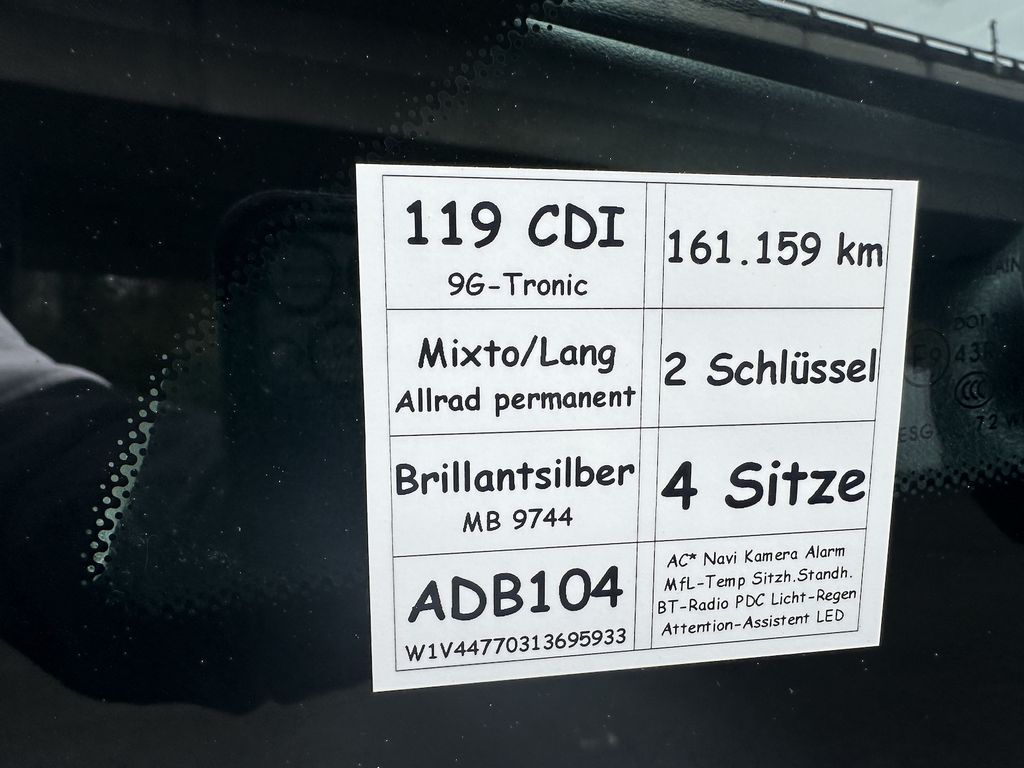 119 CDI
9G-Tronic
161.159 km
Mixto/Lang
Allrad permanent
2 Schlüssel
Brillantsilber
MB 9744
4 Sitze
ADB104
W1V44770313695933
AC* Navi Kamera Alarm
MfL-Temp Sitzh.Standh.
BT-Radio PDC Licht-Regen
Attention-Assistent LED